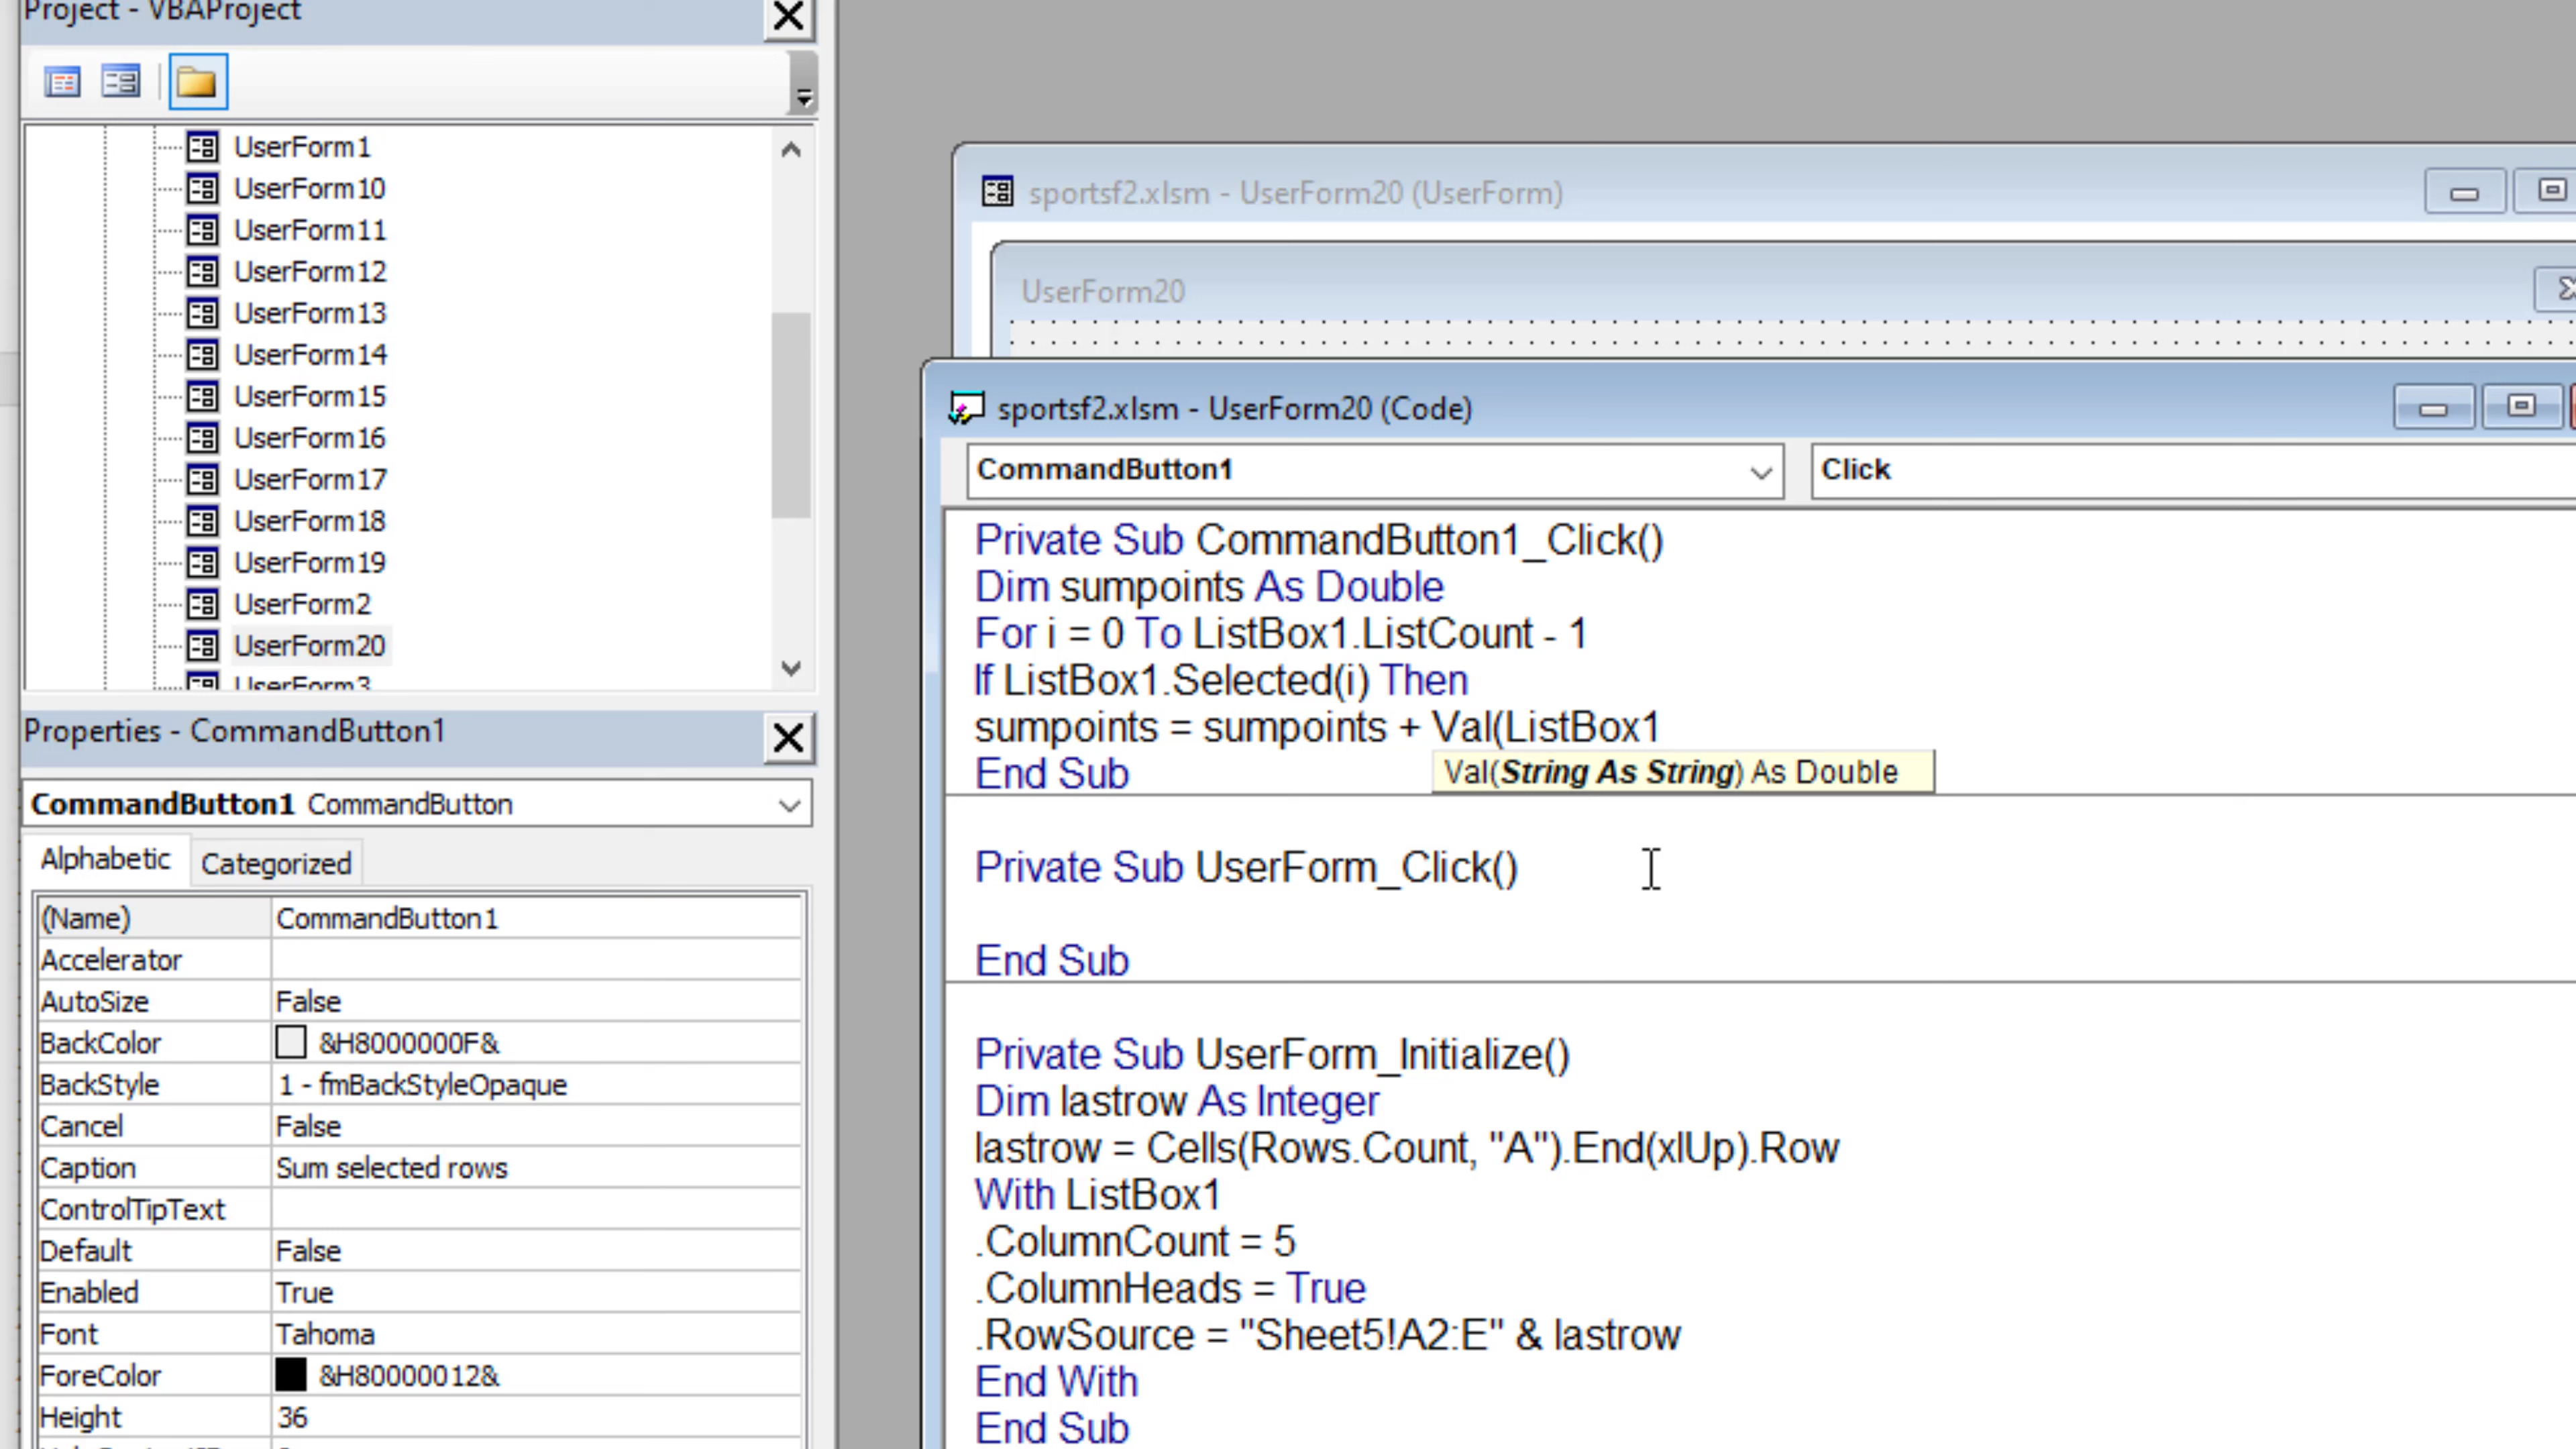 Project - VBAProject
UserForm1
UserForm10
UserForm11
UserForm12
UserForm13
UserForm14
UserForm15
UserForm16
UserForm17
UserForm18
UserForm19
UserForm2
UserForm20
UserForm3
Properties - CommandButton1
CommandButton1 CommandButton
Alphabetic Categorized
(Name) CommandButton1
Accelerator
AutoSize False
BackColor &H8000000F&
BackStyle 1 - fmBackStyleOpaque
Cancel False
Caption Sum selected rows
ControlTipText
Default False
Enabled True
Font Tahoma
ForeColor &H80000012&
Height 36
sportsf2.xlsm - UserForm20 (UserForm)
UserForm20
sportsf2.xlsm - UserForm20 (Code)
CommandButton1 Click
Private Sub CommandButton1_Click()
Dim sumpoints As Double
For i = 0 To ListBox1.ListCount - 1
If ListBox1.Selected(i) Then
sumpoints = sumpoints + Val(ListBox1
End Sub
Val(String As String) As Double
Private Sub UserForm_Click()
End Sub
Private Sub UserForm_Initialize()
Dim lastrow As Integer
lastrow = Cells(Rows.Count, "A").End(xlUp).Row
With ListBox1
.ColumnCount = 5
.ColumnHeads = True
.RowSource = "Sheet5!A2:E" & lastrow
End With
End Sub